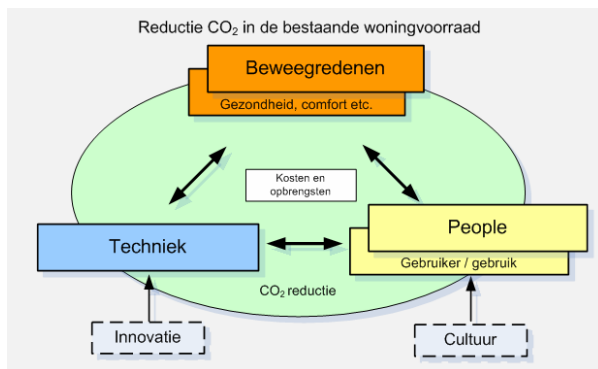 Reductie CO₂ in de bestaande woningvoorraad
Beweegredenen
Gezondheid, comfort etc.
Kosten en
opbrengsten
People
Techniek
Gebruiker / gebruik
CO₂ reductie
Innovatie
Cultuur